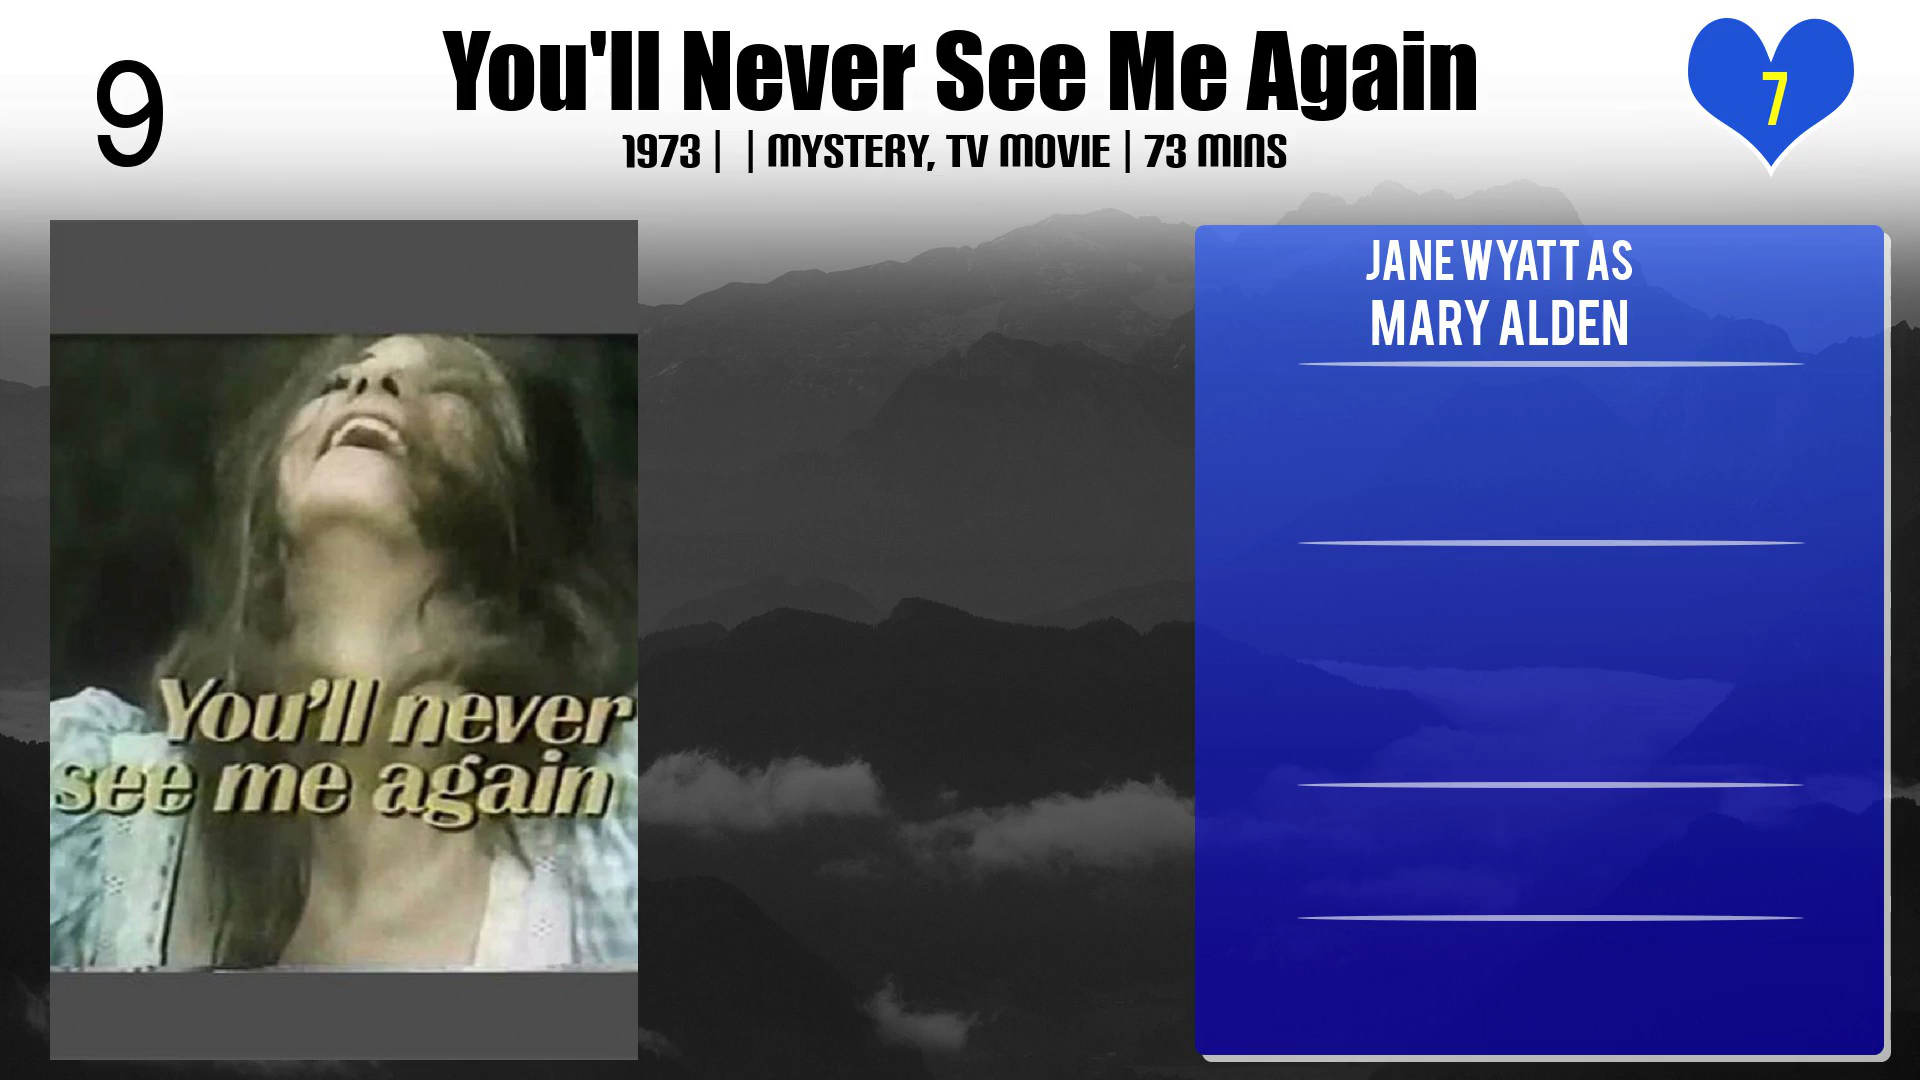 9
You'll Never See Me Again
1973 | | MYSTERY, TV MOVIE | 73 MINS
7
You'll never
see me again
JANE WYATT AS
MARY ALDEN